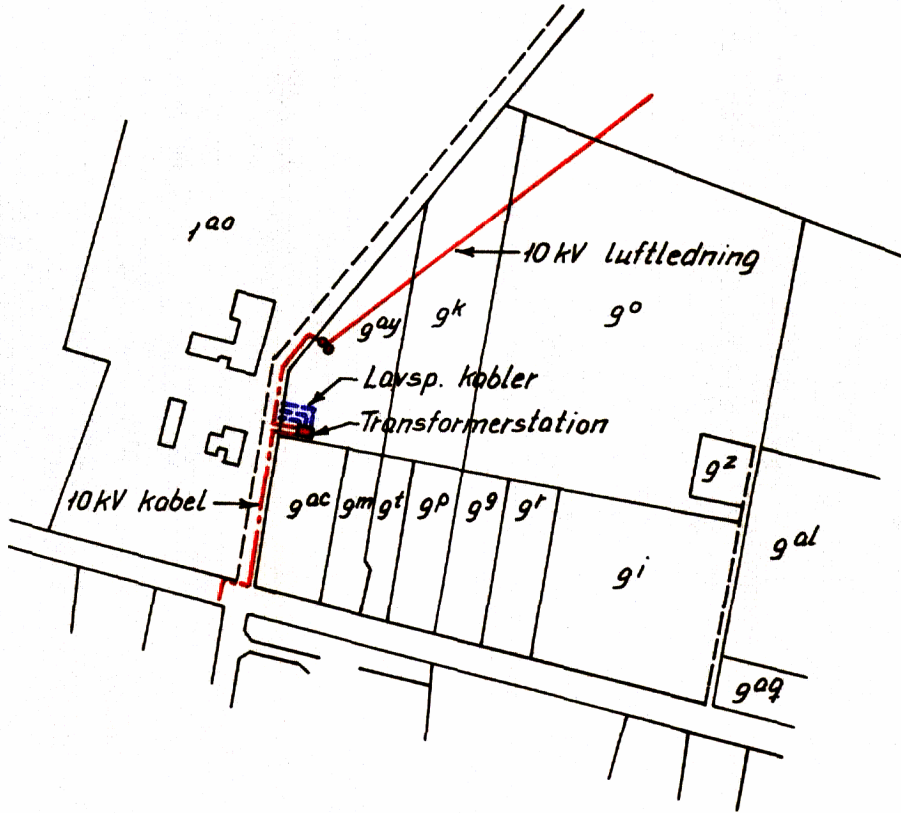 1ao
10 kV luftledning
gay
gk
go
Lavsp. kabler
Transformerstation
10 kV kabel
gac
gm
gt
gp
gg
gr
gz
gi
gal
gaq